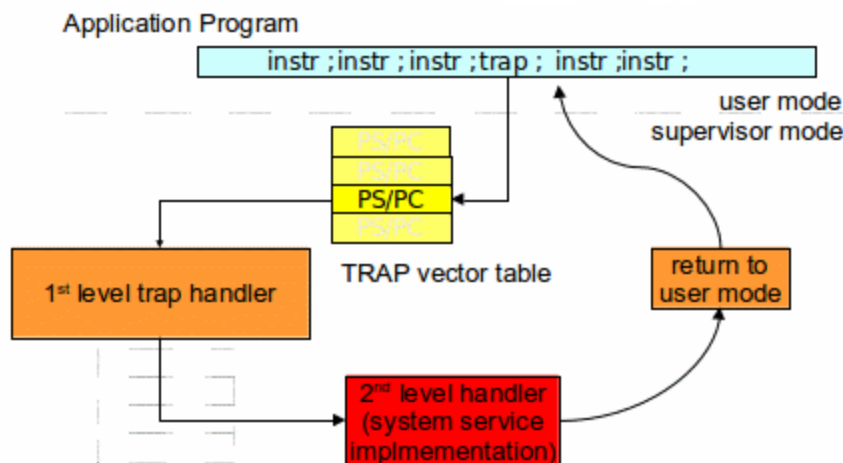 Application Program
instr ;instr ; instr ;trap ; instr ;instr ;
user mode
supervisor mode
PS/PC
PS/PC
PS/PC
PS/PC
TRAP vector table
1st level trap handler
return to
user mode
2nd level handler
(system service
implmementation)